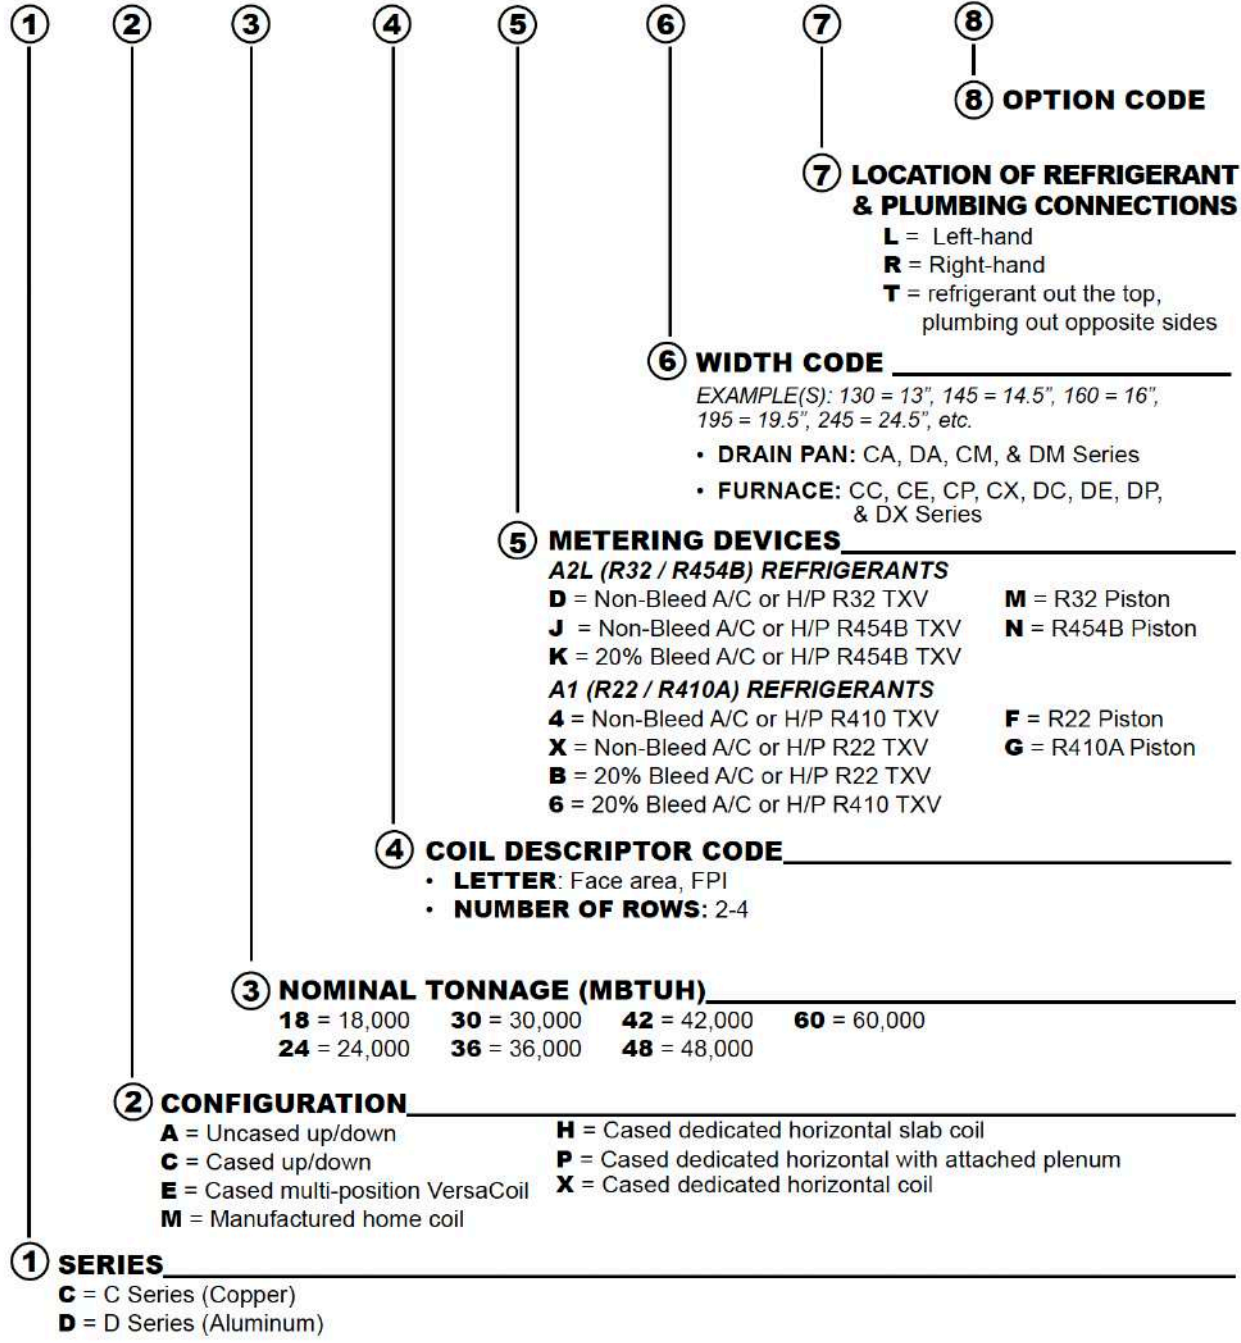 1 2 3 4 5 6 7 8
8 OPTION CODE
7 LOCATION OF REFRIGERANT
& PLUMBING CONNECTIONS
L = Left-hand
R = Right-hand
T = refrigerant out the top,
plumbing out opposite sides
6 WIDTH CODE
EXAMPLE(S): 130 = 13”, 145 = 14.5”, 160 = 16”,
195 = 19.5”, 245 = 24.5”, etc.
• DRAIN PAN: CA, DA, CM, & DM Series
• FURNACE: CC, CE, CP, CX, DC, DE, DP,
& DX Series
5 METERING DEVICES
A2L (R32 / R454B) REFRIGERANTS
D = Non-Bleed A/C or H/P R32 TXV M = R32 Piston
J = Non-Bleed A/C or H/P R454B TXV N = R454B Piston
K = 20% Bleed A/C or H/P R454B TXV
A1 (R22 / R410A) REFRIGERANTS
4 = Non-Bleed A/C or H/P R410 TXV F = R22 Piston
X = Non-Bleed A/C or H/P R22 TXV G = R410A Piston
B = 20% Bleed A/C or H/P R22 TXV
6 = 20% Bleed A/C or H/P R410 TXV
4 COIL DESCRIPTOR CODE
• LETTER: Face area, FPI
• NUMBER OF ROWS: 2-4
3 NOMINAL TONNAGE (MBTUH)
18 = 18,000 30 = 30,000 42 = 42,000 60 = 60,000
24 = 24,000 36 = 36,000 48 = 48,000
2 CONFIGURATION
A = Uncased up/down H = Cased dedicated horizontal slab coil
C = Cased up/down P = Cased dedicated horizontal with attached plenum
E = Cased multi-position VersaCoil X = Cased dedicated horizontal coil
M = Manufactured home coil
1 SERIES
C = C Series (Copper)
D = D Series (Aluminum)